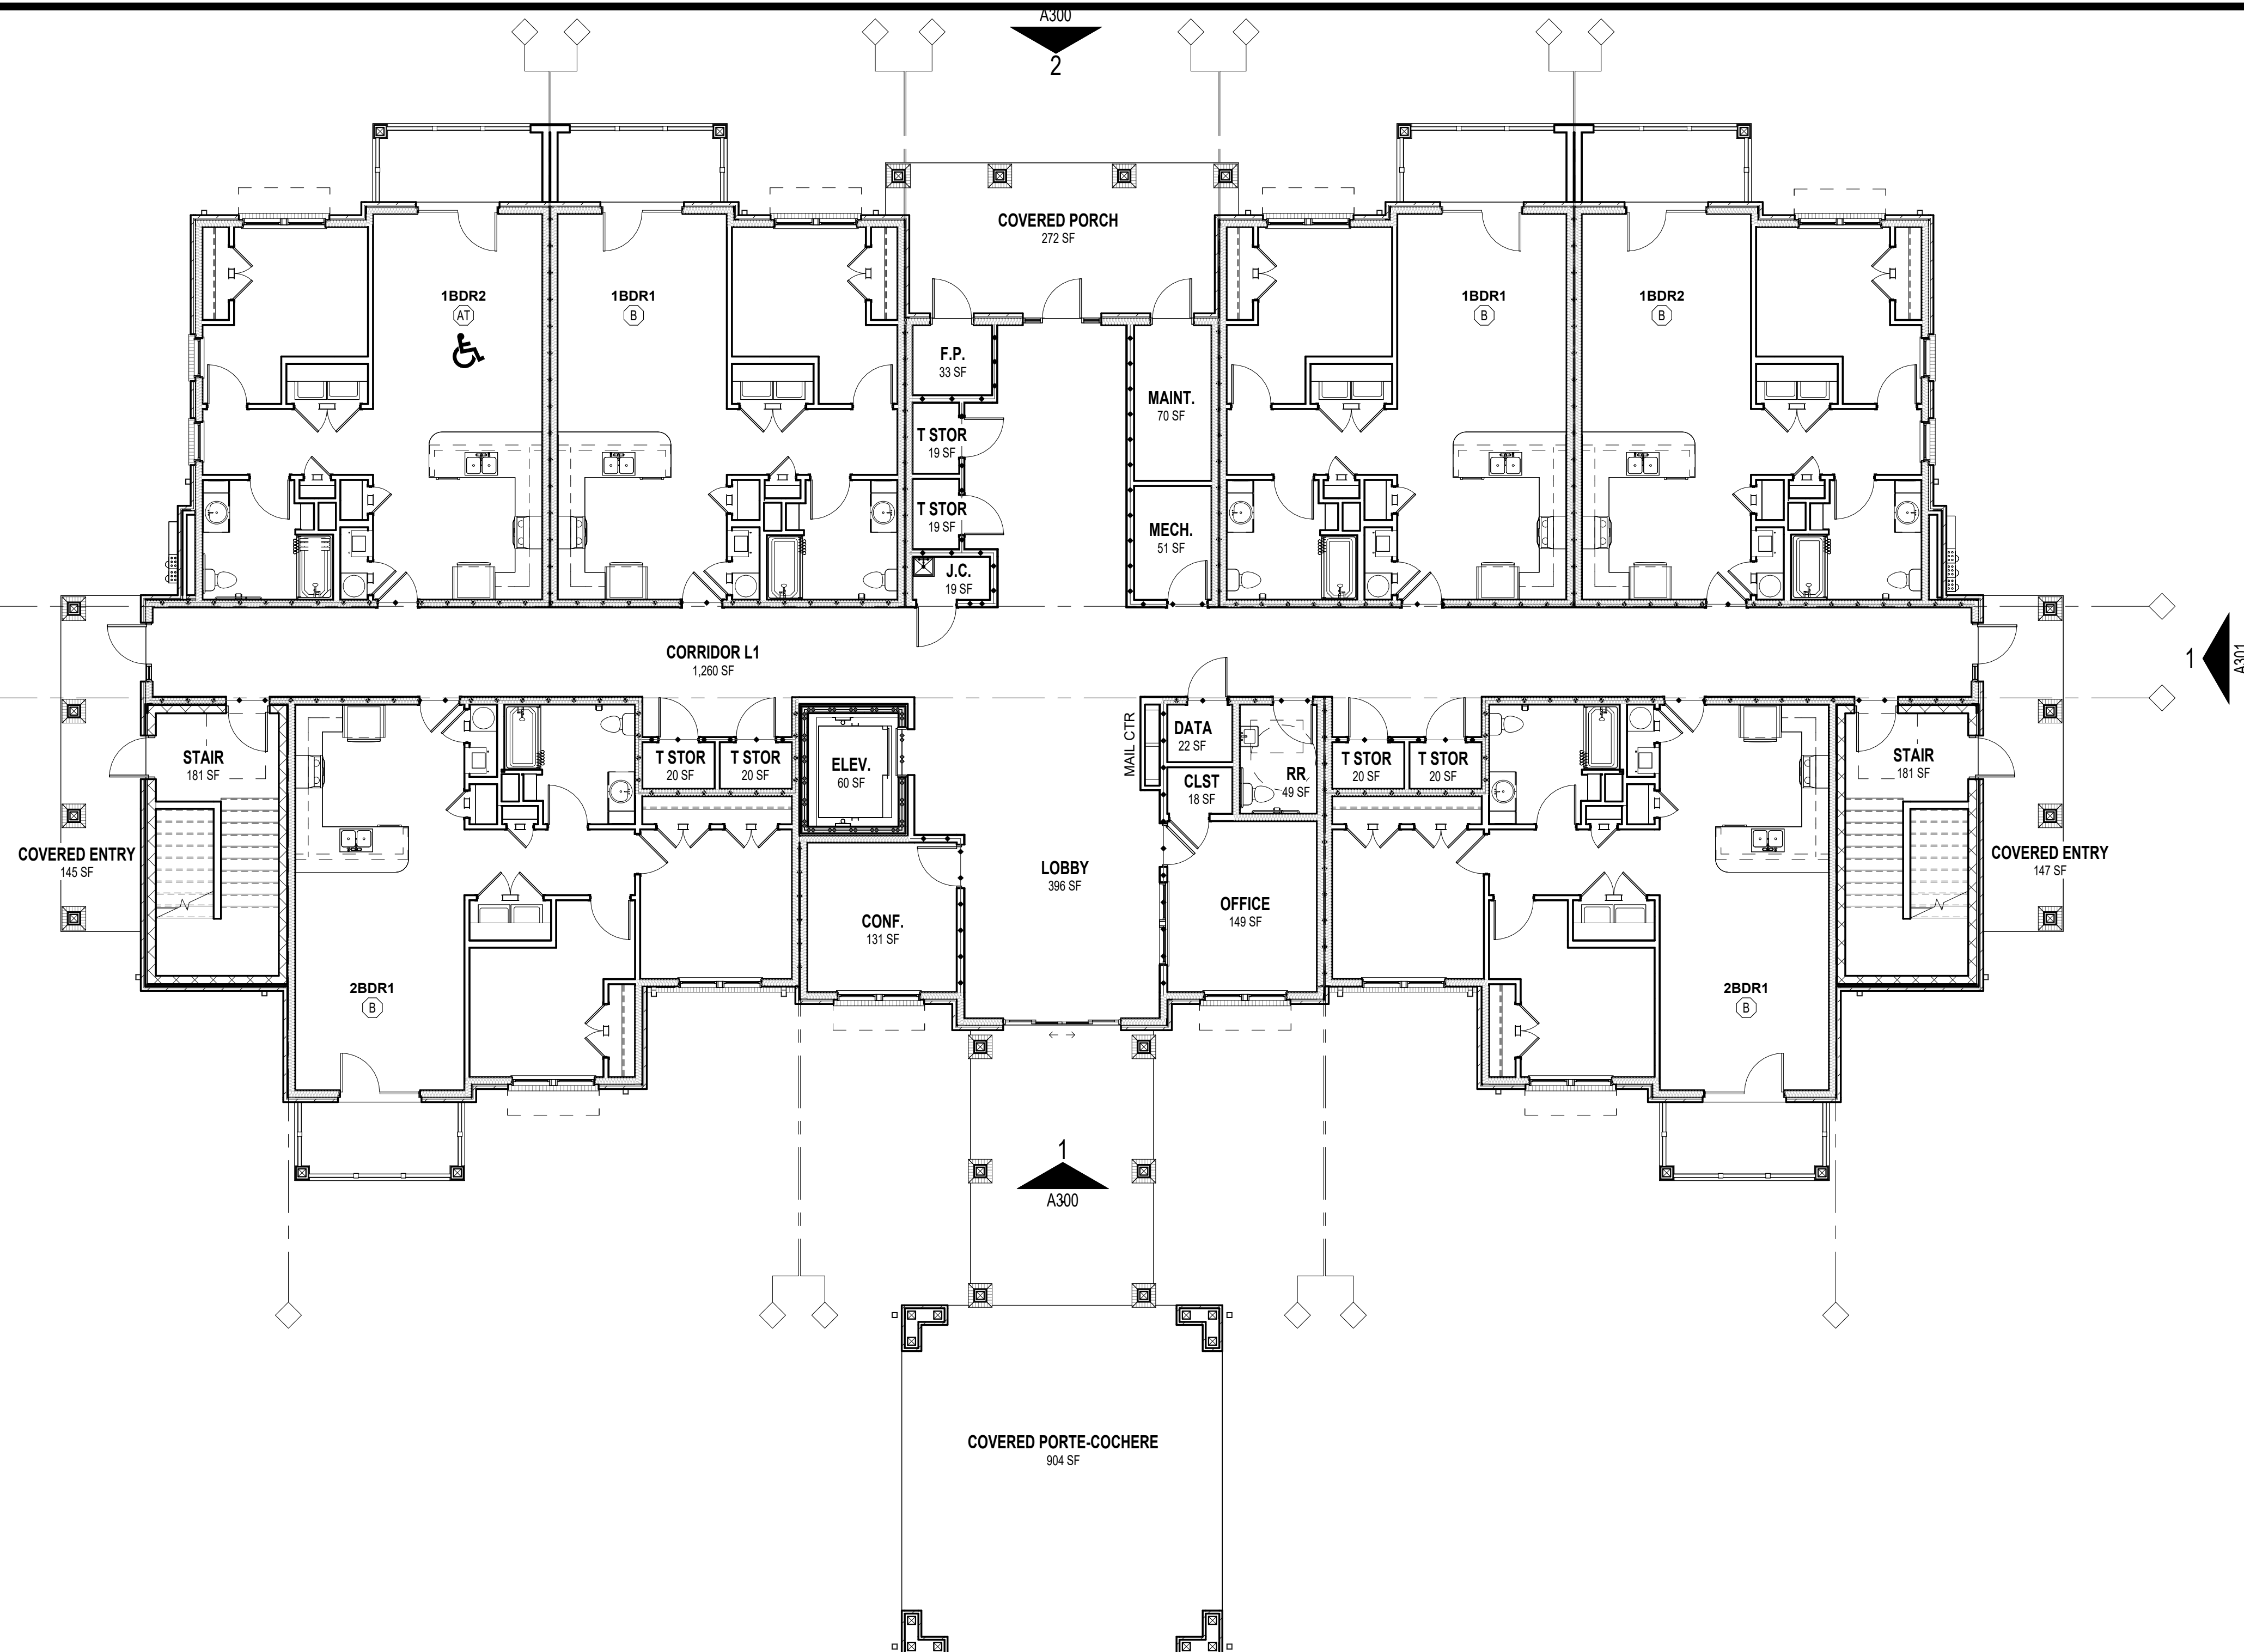 A300
2
COVERED PORCH
272 SF
1BDR2
AT
1BDR1
B
1BDR1
B
1BDR2
B
F.P.
33 SF
MAINT.
70 SF
T STOR
19 SF
T STOR
19 SF
MECH.
51 SF
J.C.
19 SF
CORRIDOR L1
1,260 SF
1
A301
STAIR
181 SF
T STOR
20 SF
T STOR
20 SF
ELEV.
60 SF
MAIL CTR
DATA
22 SF
CLST
18 SF
RR
49 SF
T STOR
20 SF
T STOR
20 SF
STAIR
181 SF
COVERED ENTRY
145 SF
LOBBY
396 SF
COVERED ENTRY
147 SF
CONF.
131 SF
OFFICE
149 SF
2BDR1
B
2BDR1
B
1
A300
COVERED PORTE-COCHERE
904 SF